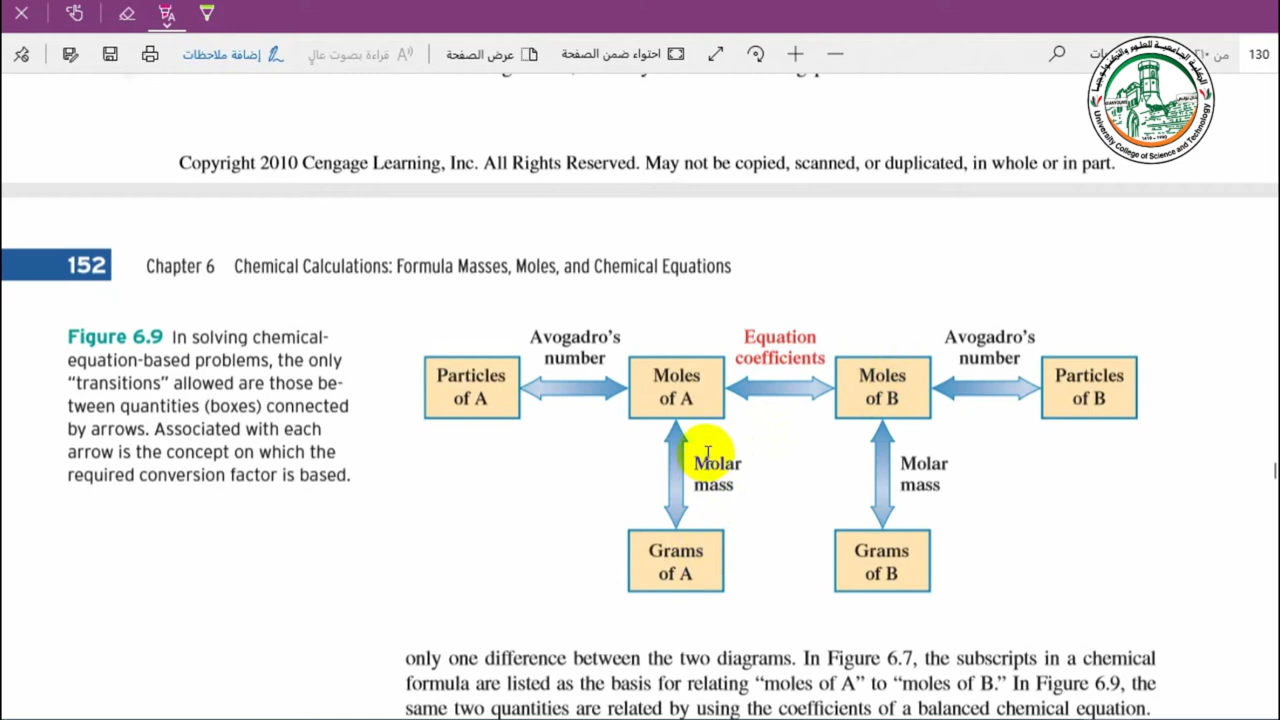 إضافة ملاحظات
قراءة بصوت عالٍ
عرض الصفحة
احتواء ضمن الصفحة
130
Copyright 2010 Cengage Learning, Inc. All Rights Reserved. May not be copied, scanned, or duplicated, in whole or in part.
152 Chapter 6 Chemical Calculations: Formula Masses, Moles, and Chemical Equations
Figure 6.9 In solving chemical-
equation-based problems, the only
“transitions” allowed are those be-
tween quantities (boxes) connected
by arrows. Associated with each
arrow is the concept on which the
required conversion factor is based.
Avogadro’s
number
Equation
coefficients
Avogadro’s
number
Particles
of A
Moles
of A
Moles
of B
Particles
of B
Molar
mass
Molar
mass
Grams
of A
Grams
of B
only one difference between the two diagrams. In Figure 6.7, the subscripts in a chemical
formula are listed as the basis for relating “moles of A” to “moles of B.” In Figure 6.9, the
same two quantities are related by using the coefficients of a balanced chemical equation.
University College of Science and Technology